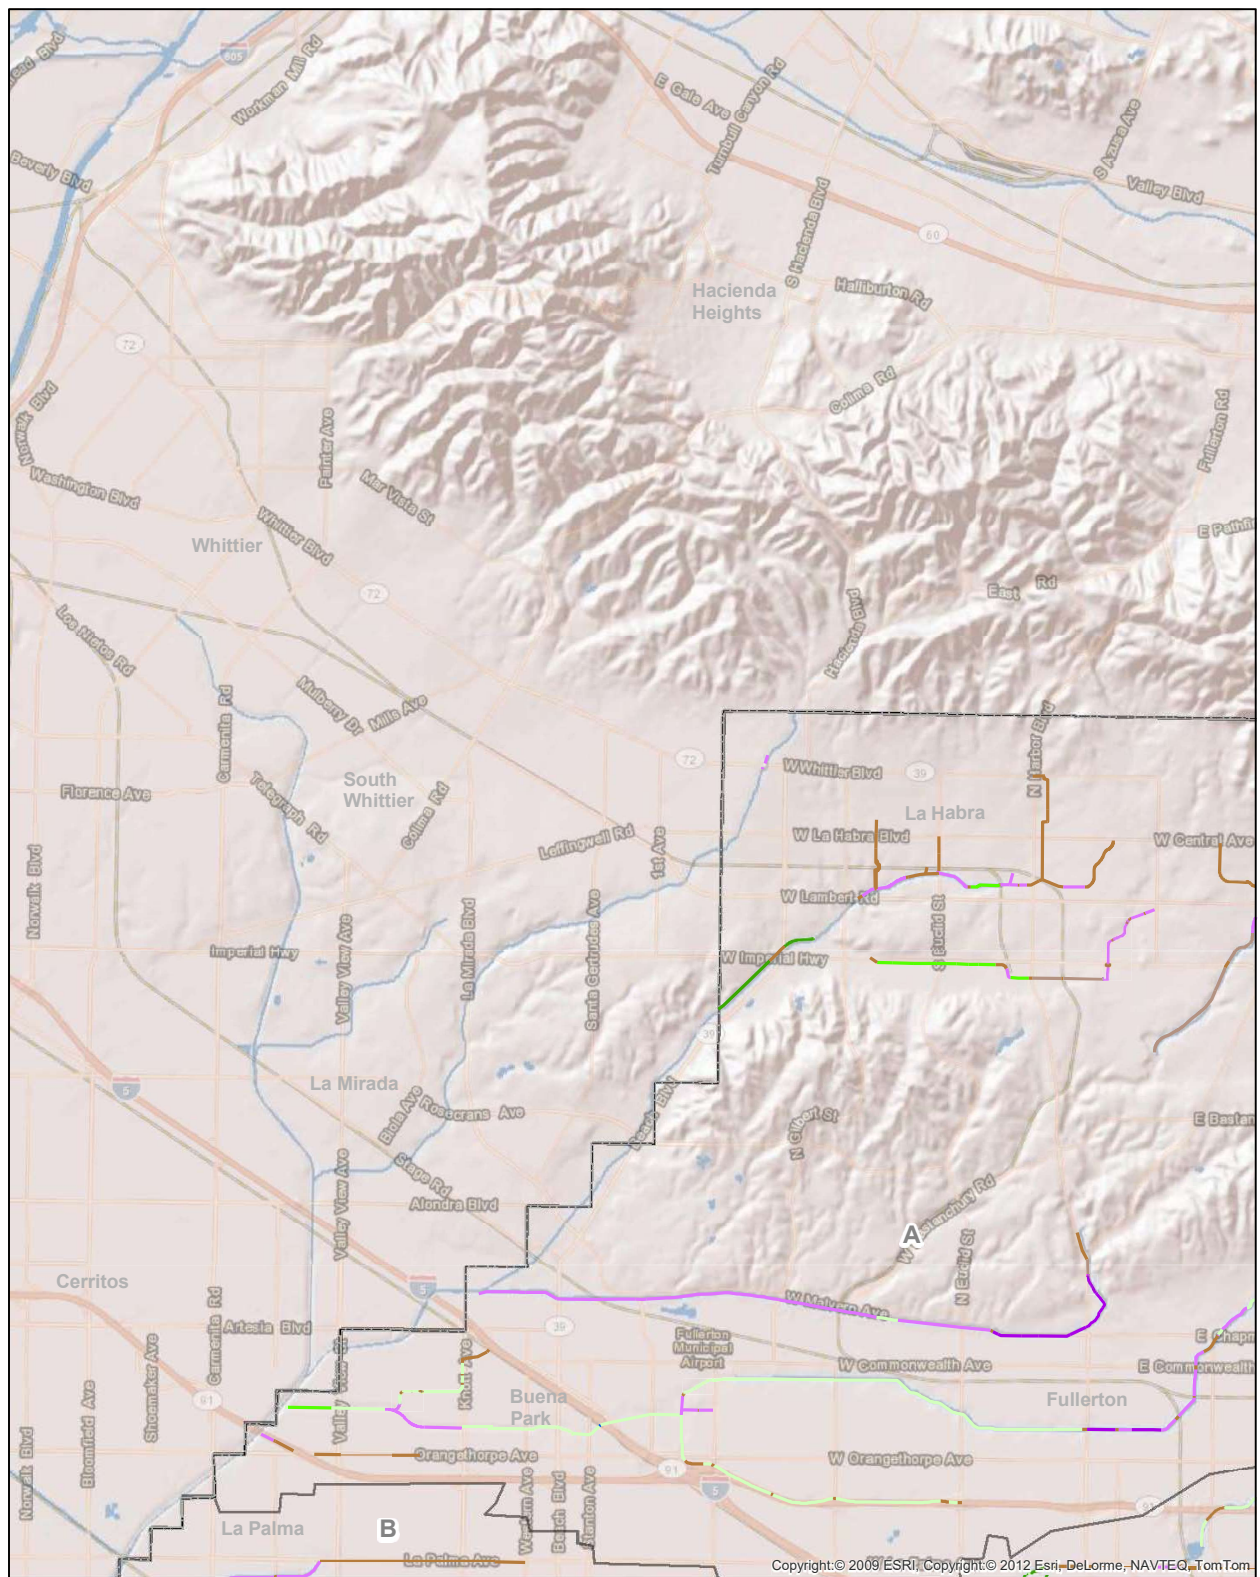 605
Workman Mill Rd
E Gale Ave
Turnbull Canyon Rd
S Azusa Ave
Beverly Blvd
Valley Blvd
60
S Hacienda Blvd
Halliburton Rd
Hacienda
Heights
72
Colima Rd
Norwalk Blvd
Painter Ave
Fullerton Rd
Washington Blvd
Mar Vista St
Whittier Blvd
Whittier
72
East Rd
Los Nietos Rd
Hacienda Blvd
Mulberry Dr
Mills Ave
Carmenita Rd
N Harbor Blvd
72
W Whittier Blvd
39
South
Whittier
Florence Ave
Telegraph Rd
Colima Rd
La Habra
Leffingwell Rd
1st Ave
W La Habra Blvd
W Central Ave
Norwalk Blvd
W Lambert Rd
Imperial Hwy
Valley View Ave
La Mirada Blvd
Santa Gertrudes Ave
W Imperial Hwy
S Euclid St
39
5
La Mirada
Biola Ave
Rosecrans Ave
Beach Blvd
N Gilbert St
Stage Rd
Alondra Blvd
Valley View Ave
W Bastanchury Rd
A
N Euclid St
Cerritos
5
Carmenita Rd
Artesia Blvd
39
W Malvern Ave
Fullerton
Municipal
Airport
W Commonwealth Ave
E Commonwealth
Shoemaker Ave
Bloomfield Ave
91
Knott Ave
Buena
Park
Fullerton
Norwalk Blvd
Orangethorpe Ave
91
5
W Orangethorpe Ave
91
La Palma
B
Western Ave
Beach Blvd
Stanton Ave
La Palma Ave
Copyright:© 2009 ESRI, Copyright:© 2012 Esri, DeLorme, NAVTEQ, TomTom